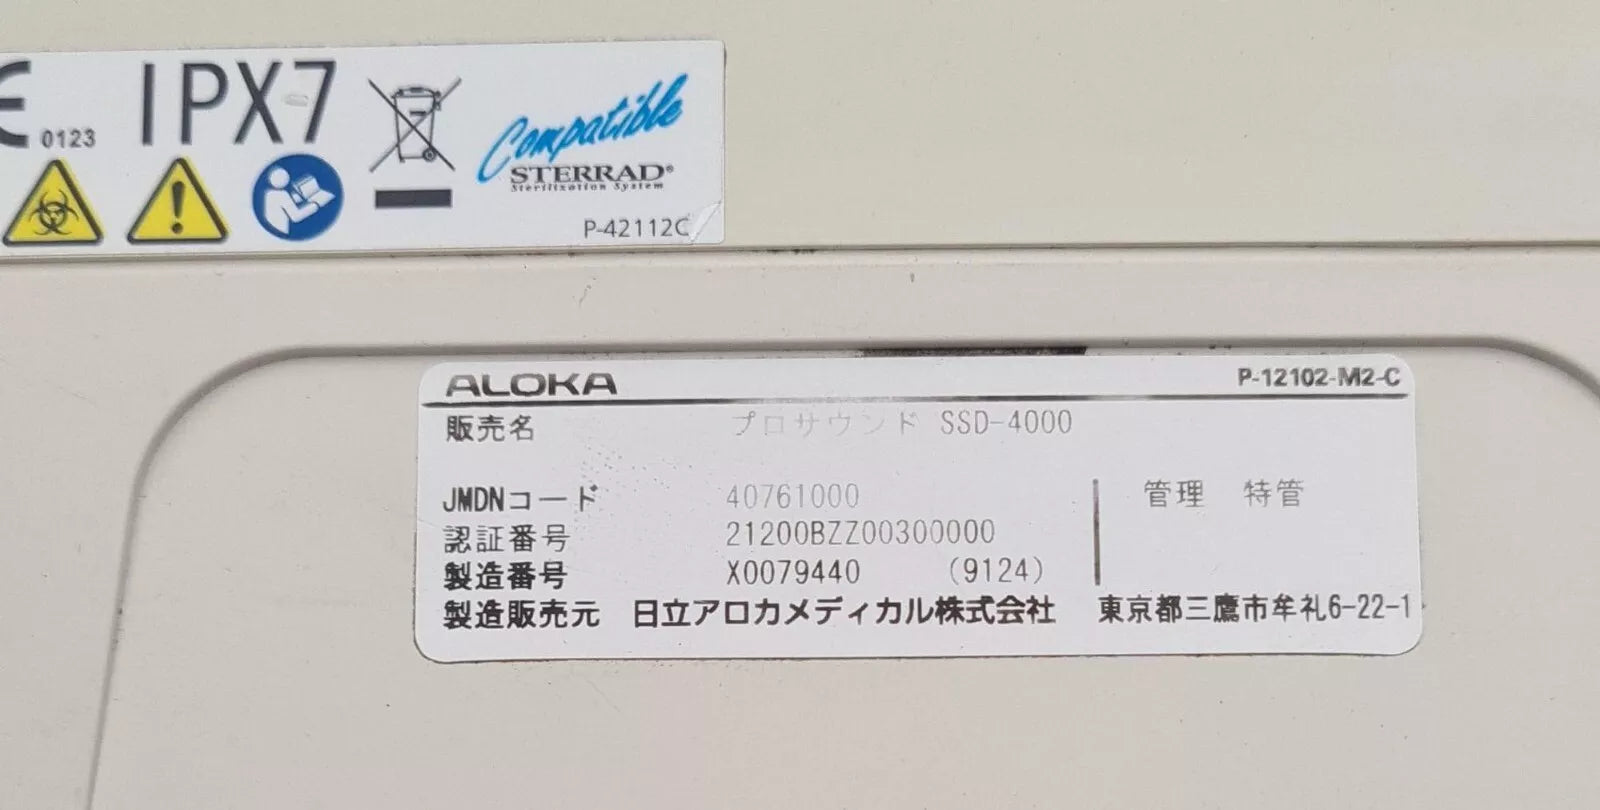 CE 0123 IPX7
Compatible
STERRAD®
Sterilization System
P-42112C
ALOKA P-12102-M2-C
販売名 プロサウンド SSD-4000
JMDNコード 40761000 管理 特管
認証番号 21200BZZ00300000
製造番号 X0079440 (9124)
製造販売元 日立アロカメディカル株式会社 東京都三鷹市牟礼6-22-1